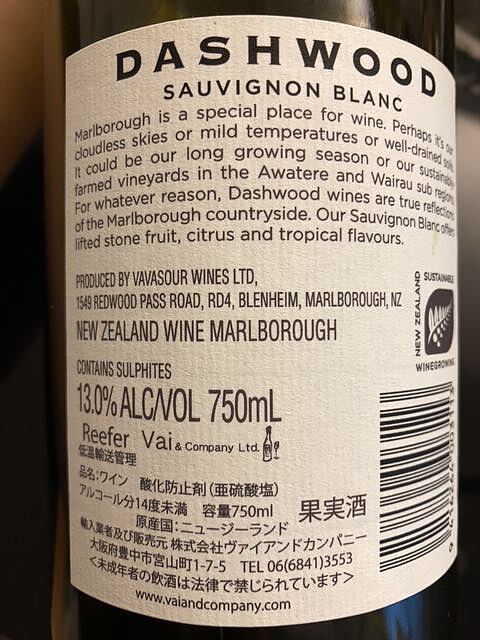 DASHWOOD
SAUVIGNON BLANC
Marlborough is a special place for wine. Perhaps it's our
cloudless skies or mild temperatures or well-drained soils.
It could be our long growing season or our sustainably
farmed vineyards in the Awatere and Wairau sub regions.
For whatever reason, Dashwood wines are true reflections
of the Marlborough countryside. Our Sauvignon Blanc offers
lifted stone fruit, citrus and tropical flavours.
PRODUCED BY VAVASOUR WINES LTD,
1549 REDWOOD PASS ROAD, RD4, BLENHEIM, MARLBOROUGH, NZ
NEW ZEALAND WINE MARLBOROUGH
SUSTAINABLE
NEW ZEALAND
WINEGROWING
CONTAINS SULPHITES
13.0% ALC/VOL 750mL
Reefer Vai & Company Ltd.
低温輸送管理
品名:ワイン 酸化防止剤(亜硫酸塩)
アルコール分14度未満 容量750ml 果実酒
原産国:ニュージーランド
輸入業者及び販売元 株式会社ヴァイアンドカンパニー
大阪府豊中市宮山町1-7-5 TEL 06(6841)3553
<未成年者の飲酒は法律で禁じられています>
www.vaiandcompany.com